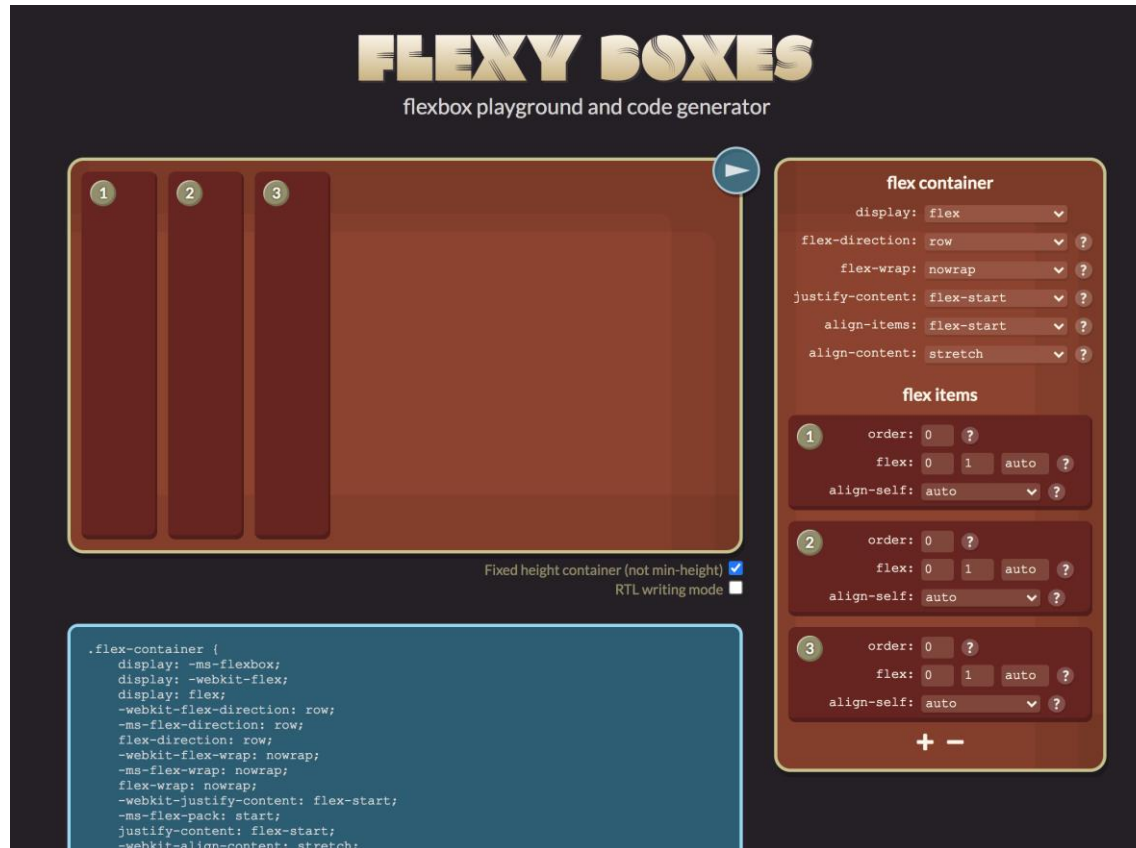 FLEXY BOXES
flexbox playground and code generator
1 2 3
Fixed height container (not min-height)
RTL writing mode
.flex-container {
display: -ms-flexbox;
display: -webkit-flex;
display: flex;
-webkit-flex-direction: row;
-ms-flex-direction: row;
flex-direction: row;
-webkit-flex-wrap: nowrap;
-ms-flex-wrap: nowrap;
flex-wrap: nowrap;
-webkit-justify-content: flex-start;
-ms-flex-pack: start;
justify-content: flex-start;
-webkit-align-content: stretch;
flex container
display: flex
flex-direction: row ?
flex-wrap: nowrap ?
justify-content: flex-start ?
align-items: flex-start ?
align-content: stretch ?
flex items
1 order: 0 ?
flex: 0 1 auto ?
align-self: auto ?
2 order: 0 ?
flex: 0 1 auto ?
align-self: auto ?
3 order: 0 ?
flex: 0 1 auto ?
align-self: auto ?
+ −